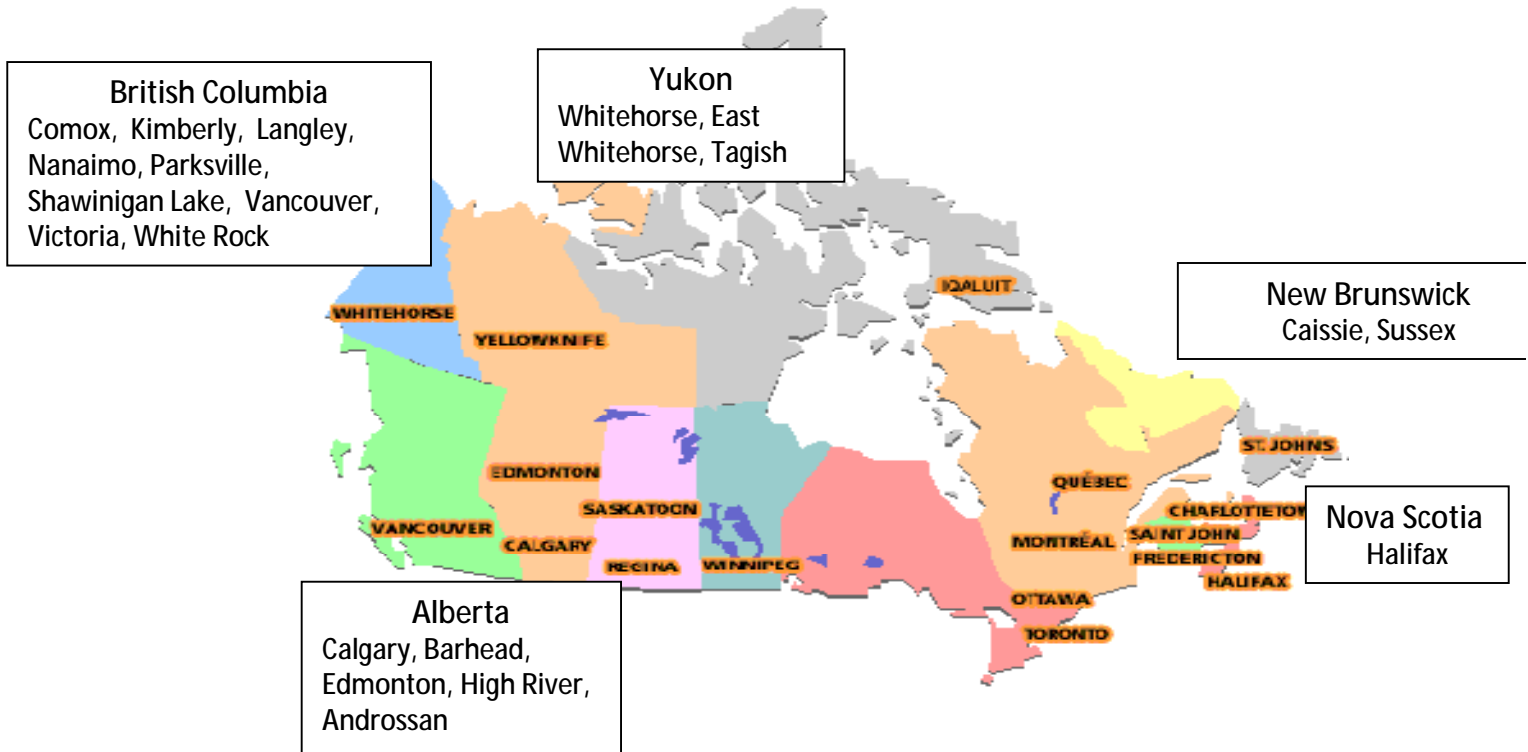 British Columbia
Comox, Kimberly, Langley,
Nanaimo, Parksville,
Shawinigan Lake, Vancouver,
Victoria, White Rock
Yukon
Whitehorse, East
Whitehorse, Tagish
New Brunswick
Caissie, Sussex
Nova Scotia
Halifax
Alberta
Calgary, Barhead,
Edmonton, High River,
Androssan
IQALUIT
WHITEHORSE
YELLOWKNIFE
ST. JOHNS
EDMONTON
QUÉBEC
SASKATOON
CHARLOTTETOW
VANCOUVER
SAINT JOHN
CALGARY
MONTRÉAL
FREDERICTON
REGINA
WINNIPEG
HALIFAX
OTTAWA
TORONTO